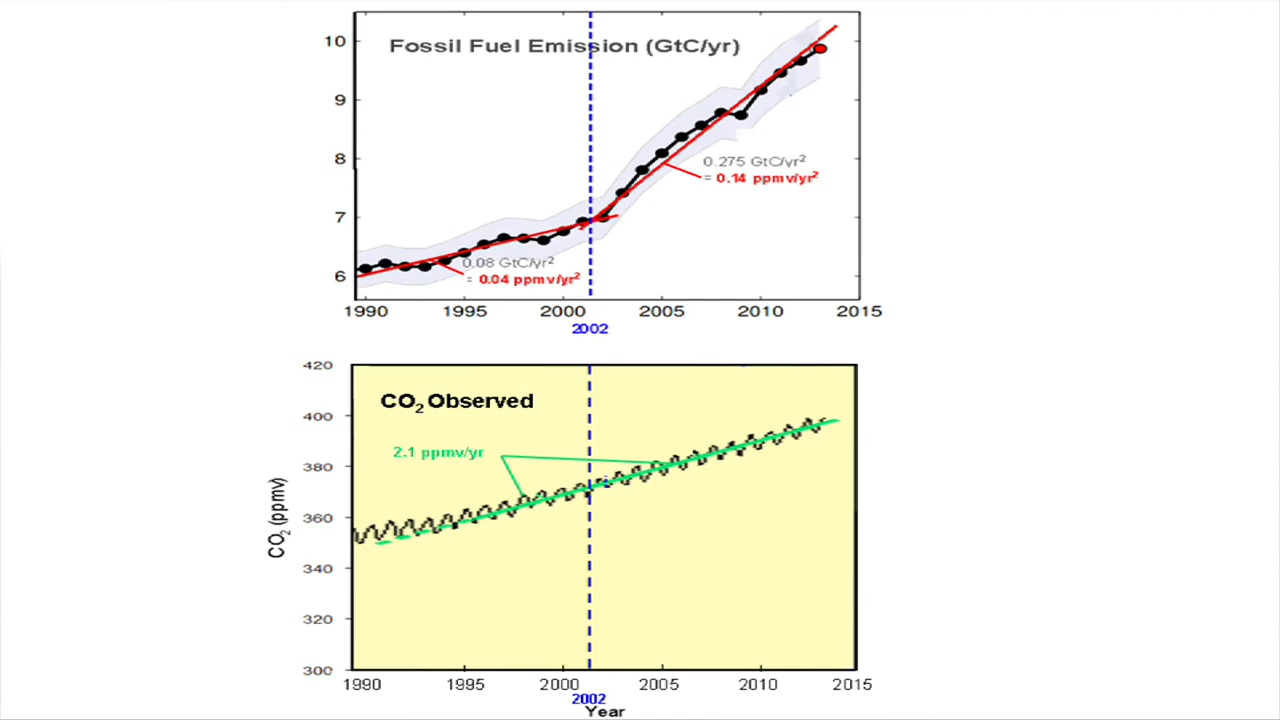 Fossil Fuel Emission (GtC/yr)
10
9
8
7
6
0.275 GtC/yr²
= 0.14 ppmv/yr²
0.08 GtC/yr²
= 0.04 ppmv/yr²
1990 1995 2000 2005 2010 2015
2002
CO₂ Observed
2.1 ppmv/yr
CO₂ (ppmv)
420
400
380
360
340
320
300
1990 1995 2000 2005 2010 2015
2002
Year